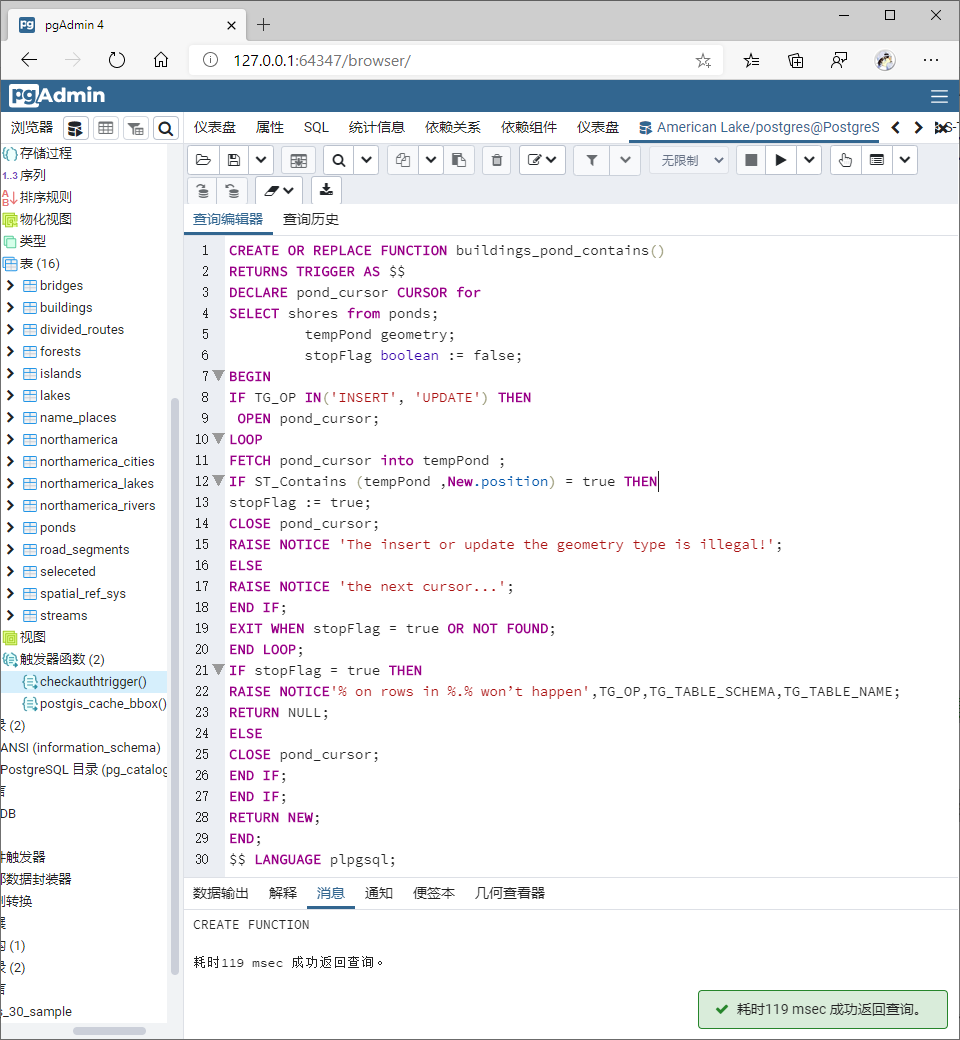 pgAdmin 4
127.0.0.1:64347/browser/
pgAdmin
浏览器
仪表盘 属性 SQL 统计信息 依赖关系 依赖组件 仪表盘 American Lake/postgres@PostgreS
无限制
查询编辑器 查询历史
存储过程
1..3 序列
排序规则
物化视图
类型
表 (16)
bridges
buildings
divided_routes
forests
islands
lakes
name_places
northamerica
northamerica_cities
northamerica_lakes
northamerica_rivers
ponds
road_segments
seleceted
spatial_ref_sys
streams
视图
触发器函数 (2)
checkauthtrigger()
postgis_cache_bbox()
录 (2)
ANSI (information_schema)
PostgreSQL 目录 (pg_catalog
言
DB
件触发器
部数据封装器
刂转换
展
构 (1)
录 (2)
言
s_30_sample
1 CREATE OR REPLACE FUNCTION buildings_pond_contains()
2 RETURNS TRIGGER AS $$
3 DECLARE pond_cursor CURSOR for
4 SELECT shores from ponds;
5 tempPond geometry;
6 stopFlag boolean := false;
7 BEGIN
8 IF TG_OP IN('INSERT', 'UPDATE') THEN
9 OPEN pond_cursor;
10 LOOP
11 FETCH pond_cursor into tempPond ;
12 IF ST_Contains (tempPond ,New.position) = true THEN
13 stopFlag := true;
14 CLOSE pond_cursor;
15 RAISE NOTICE 'The insert or update the geometry type is illegal!';
16 ELSE
17 RAISE NOTICE 'the next cursor...';
18 END IF;
19 EXIT WHEN stopFlag = true OR NOT FOUND;
20 END LOOP;
21 IF stopFlag = true THEN
22 RAISE NOTICE'% on rows in %.% won’t happen',TG_OP,TG_TABLE_SCHEMA,TG_TABLE_NAME;
23 RETURN NULL;
24 ELSE
25 CLOSE pond_cursor;
26 END IF;
27 END IF;
28 RETURN NEW;
29 END;
30 $$ LANGUAGE plpgsql;
数据输出 解释 消息 通知 便签本 几何查看器
CREATE FUNCTION
耗时119 msec 成功返回查询。
耗时119 msec 成功返回查询。